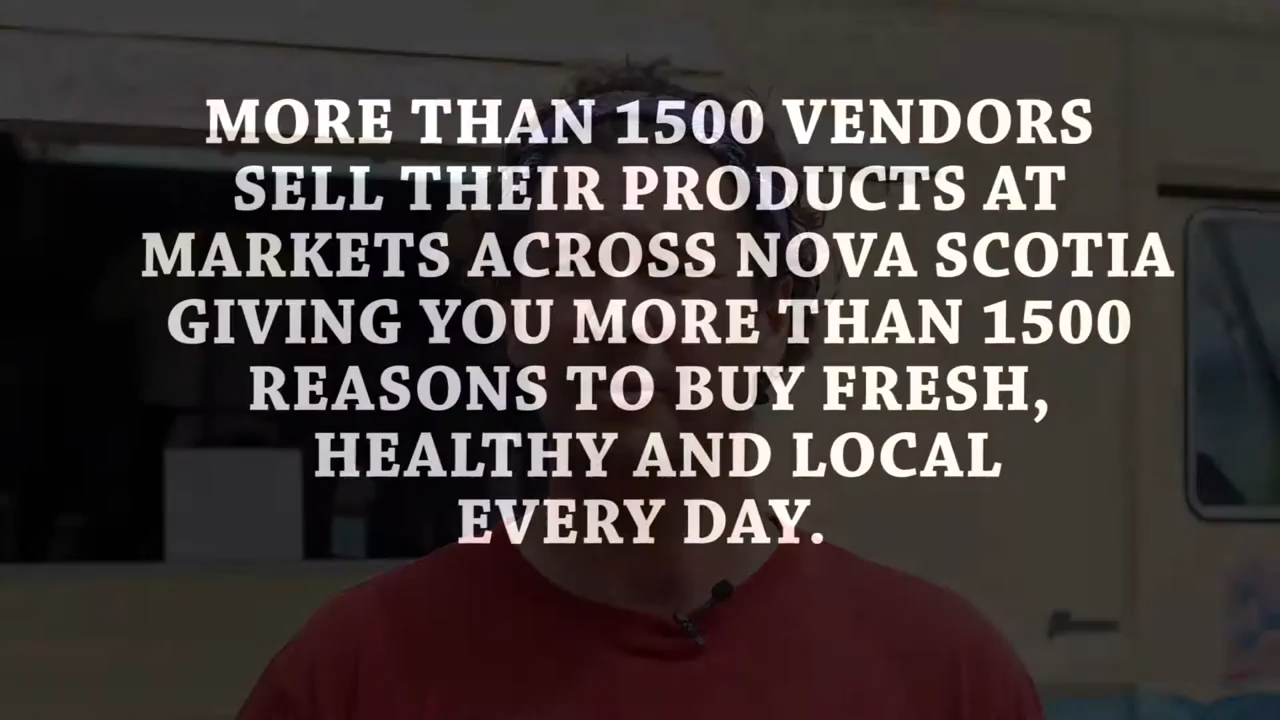 MORE THAN 1500 VENDORS
SELL THEIR PRODUCTS AT
MARKETS ACROSS NOVA SCOTIA
GIVING YOU MORE THAN 1500
REASONS TO BUY FRESH,
HEALTHY AND LOCAL
EVERY DAY.